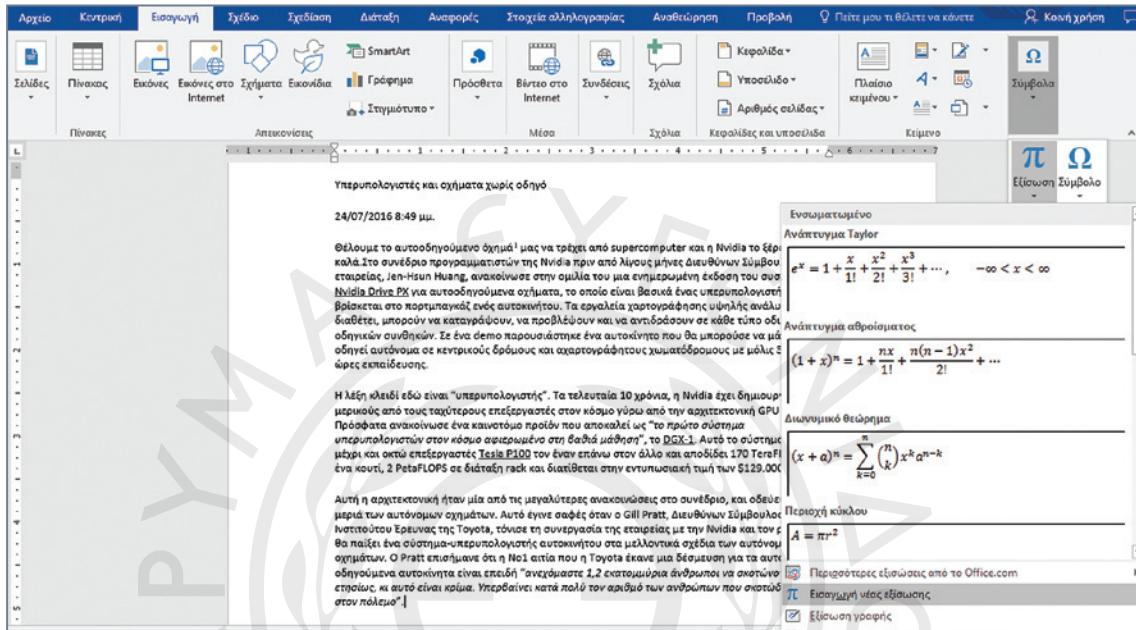 Αρχείο Κεντρική Εισαγωγή Σχέδιο Σχεδίαση Διάταξη Αναφορές Στοιχεία αλληλογραφίας Αναθεώρηση Προβολή Πείτε μου τι θέλετε να κάνετε Κοινή χρήση
Σελίδες Πίνακας Εικόνες Εικόνες στο Internet Σχήματα Εικονίδια SmartArt Γράφημα Στιγμιότυπο Πρόσθετα Βίντεο στο Internet Συνδέσεις Σχόλια Κεφαλίδα Υποσέλιδο Αριθμός σελίδας Πλαίσιο κειμένου Σύμβολα
Πίνακες Απεικονίσεις Μέσα Σχόλια Κεφαλίδες και υποσέλιδα Κείμενο
1 1 2 3 4 5 6 7
π Ω
Εξίσωση Σύμβολο
Υπερυπολογιστές και οχήματα χωρίς οδηγό
24/07/2016 8:49 μμ.
Θέλουμε το αυτοοδηγούμενο όχημά¹ μας να τρέχει από supercomputer και η Nvidia το ξέρ
καλά.Στο συνέδριο προγραμματιστών της Nvidia πριν από λίγους μήνες Διευθύνων Σύμβου
εταιρείας, Jen-Hsun Huang, ανακοίνωσε στην ομιλία του μια ενημερωμένη έκδοση του συσ
Nvidia Drive PX για αυτοοδηγούμενα οχήματα, το οποίο είναι βασικά ένας υπερυπολογιστή
βρίσκεται στο πορτμπαγκάζ ενός αυτοκινήτου. Τα εργαλεία χαρτογράφησης υψηλής ανάλυ
διαθέτει, μπορούν να καταγράψουν, να προβλέψουν και να αντιδράσουν σε κάθε τύπο οδι
οδηγικών συνθηκών. Σε ένα demo παρουσιάστηκε ένα αυτοκίνητο που θα μπορούσε να μά
οδηγεί αυτόνομα σε κεντρικούς δρόμους και αχαρτογράφητους χωματόδρομους με μόλις 3
ώρες εκπαίδευσης.
Η λέξη κλειδί εδώ είναι "υπερυπολογιστής". Τα τελευταία 10 χρόνια, η Nvidia έχει δημιουργ
μερικούς από τους ταχύτερους επεξεργαστές στον κόσμο γύρω από την αρχιτεκτονική GPU
Πρόσφατα ανακοίνωσε ένα καινοτόμο προϊόν που αποκαλεί ως "το πρώτο σύστημα
υπερυπολογιστών στον κόσμο αφιερωμένο στη βαθιά μάθηση", το DGX-1. Αυτό το σύστημα
μέχρι και οκτώ επεξεργαστές Tesla P100 τον έναν επάνω στον άλλο και αποδίδει 170 TeraFl
ένα κουτί, 2 PetaFLOPS σε διάταξη rack και διατίθεται στην εντυπωσιακή τιμή των $129.000
Αυτή η αρχιτεκτονική ήταν μία από τις μεγαλύτερες ανακοινώσεις στο συνέδριο, και οδεύε
μεριά των αυτόνομων οχημάτων. Αυτό έγινε σαφές όταν ο Gill Pratt, Διευθύνων Σύμβουλος
Ινστιτούτου Έρευνας της Toyota, τόνισε τη συνεργασία της εταιρείας με την Nvidia και τον ρ
θα παίξει ένα σύστημα-υπερυπολογιστής αυτοκινήτου στα μελλοντικά σχέδια των αυτόνομ
οχημάτων. Ο Pratt επισήμανε ότι η Νο1 αιτία που η Toyota έκανε μια δέσμευση για τα αυτο
οδηγούμενα αυτοκίνητα είναι επειδή "ανεχόμαστε 1,2 εκατομμύρια άνθρωποι να σκοτώνο
ετησίως, κι αυτό είναι κρίμα. Υπερβαίνει κατά πολύ τον αριθμό των ανθρώπων που σκοτώδ
στον πόλεμο".
Ενσωματωμένο
Ανάπτυγμα Taylor
e^x = 1 + x/1! + x²/2! + x³/3! + ⋯, −∞ < x < ∞
Ανάπτυγμα αθροίσματος
(1 + x)^n = 1 + nx/1! + n(n − 1)x²/2! + ⋯
Διωνυμικό θεώρημα
(x + a)^n = ∑_{k=0}^{n} (n k) x^k a^{n−k}
Περιοχή κύκλου
A = πr²
Περισσότερες εξισώσεις από το Office.com
π Εισαγωγή νέας εξίσωσης
Εξίσωση γραφής